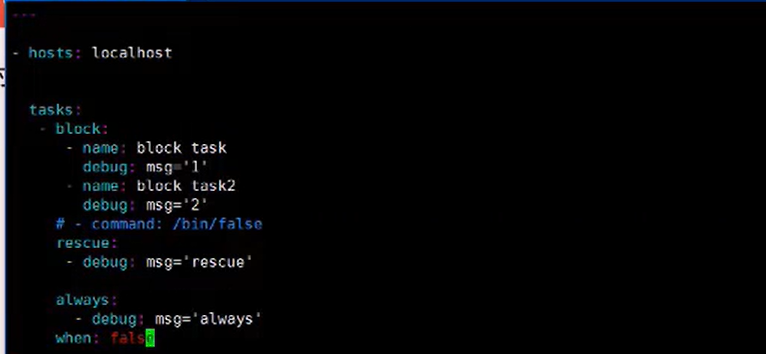 ---
- hosts: localhost
tasks:
- block:
- name: block task
debug: msg='1'
- name: block task2
debug: msg='2'
# - command: /bin/false
rescue:
- debug: msg='rescue'
always:
- debug: msg='always'
when: false